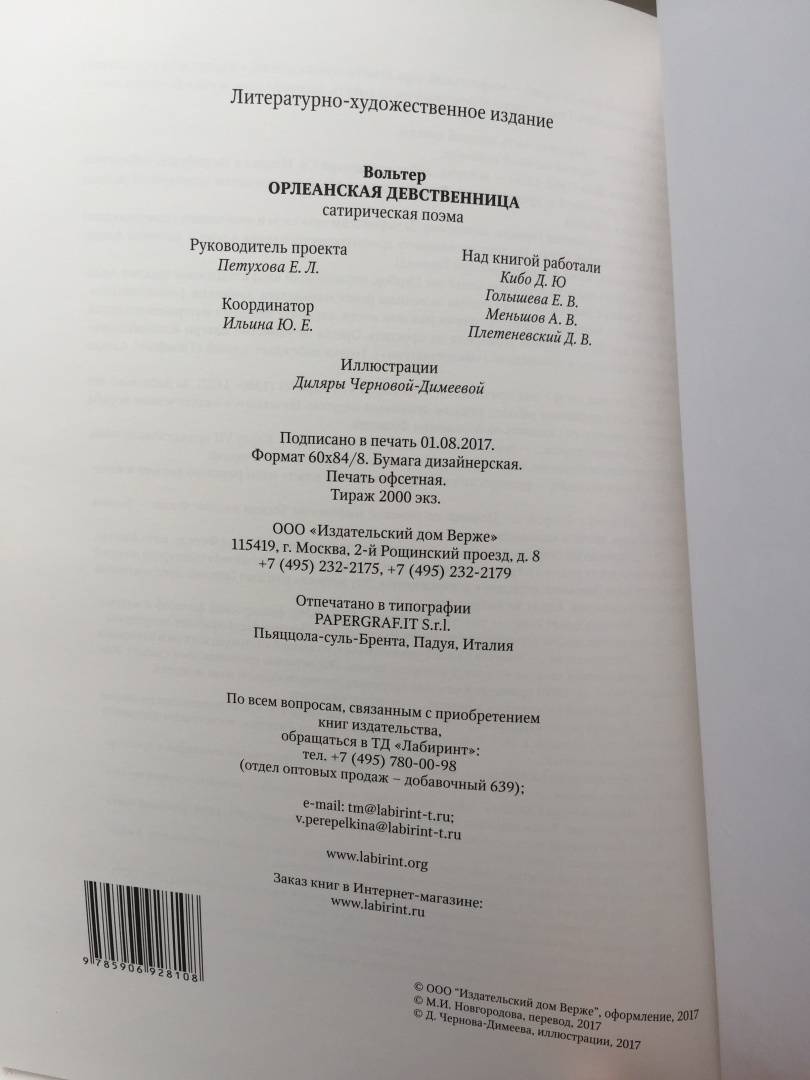 Литературно-художественное издание
Вольтер
ОРЛЕАНСКАЯ ДЕВСТВЕННИЦА
сатирическая поэма
Руководитель проекта
Петухова Е. Л.
Координатор
Ильина Ю. Е.
Над книгой работали
Кибо Д. Ю
Голышева Е. В.
Меньшов А. В.
Плетеневский Д. В.
Иллюстрации
Диляры Черновой-Димеевой
Подписано в печать 01.08.2017.
Формат 60х84/8. Бумага дизайнерская.
Печать офсетная.
Тираж 2000 экз.
ООО «Издательский дом Верже»
115419, г. Москва, 2-й Рощинский проезд, д. 8
+7 (495) 232-2175, +7 (495) 232-2179
Отпечатано в типографии
PAPERGRAF.IT S.r.l.
Пьяццола-суль-Брента, Падуя, Италия
По всем вопросам, связанным с приобретением
книг издательства,
обращаться в ТД «Лабиринт»:
тел. +7 (495) 780-00-98
(отдел оптовых продаж – добавочный 639);
e-mail: tm@labirint-t.ru;
v.perepelkina@labirint-t.ru
www.labirint.org
Заказ книг в Интернет-магазине:
www.labirint.ru
9 785906 928108
© ООО "Издательский дом Верже", оформление, 2017
© М.И. Новгородова, перевод, 2017
© Д. Чернова-Димеева, иллюстрации, 2017